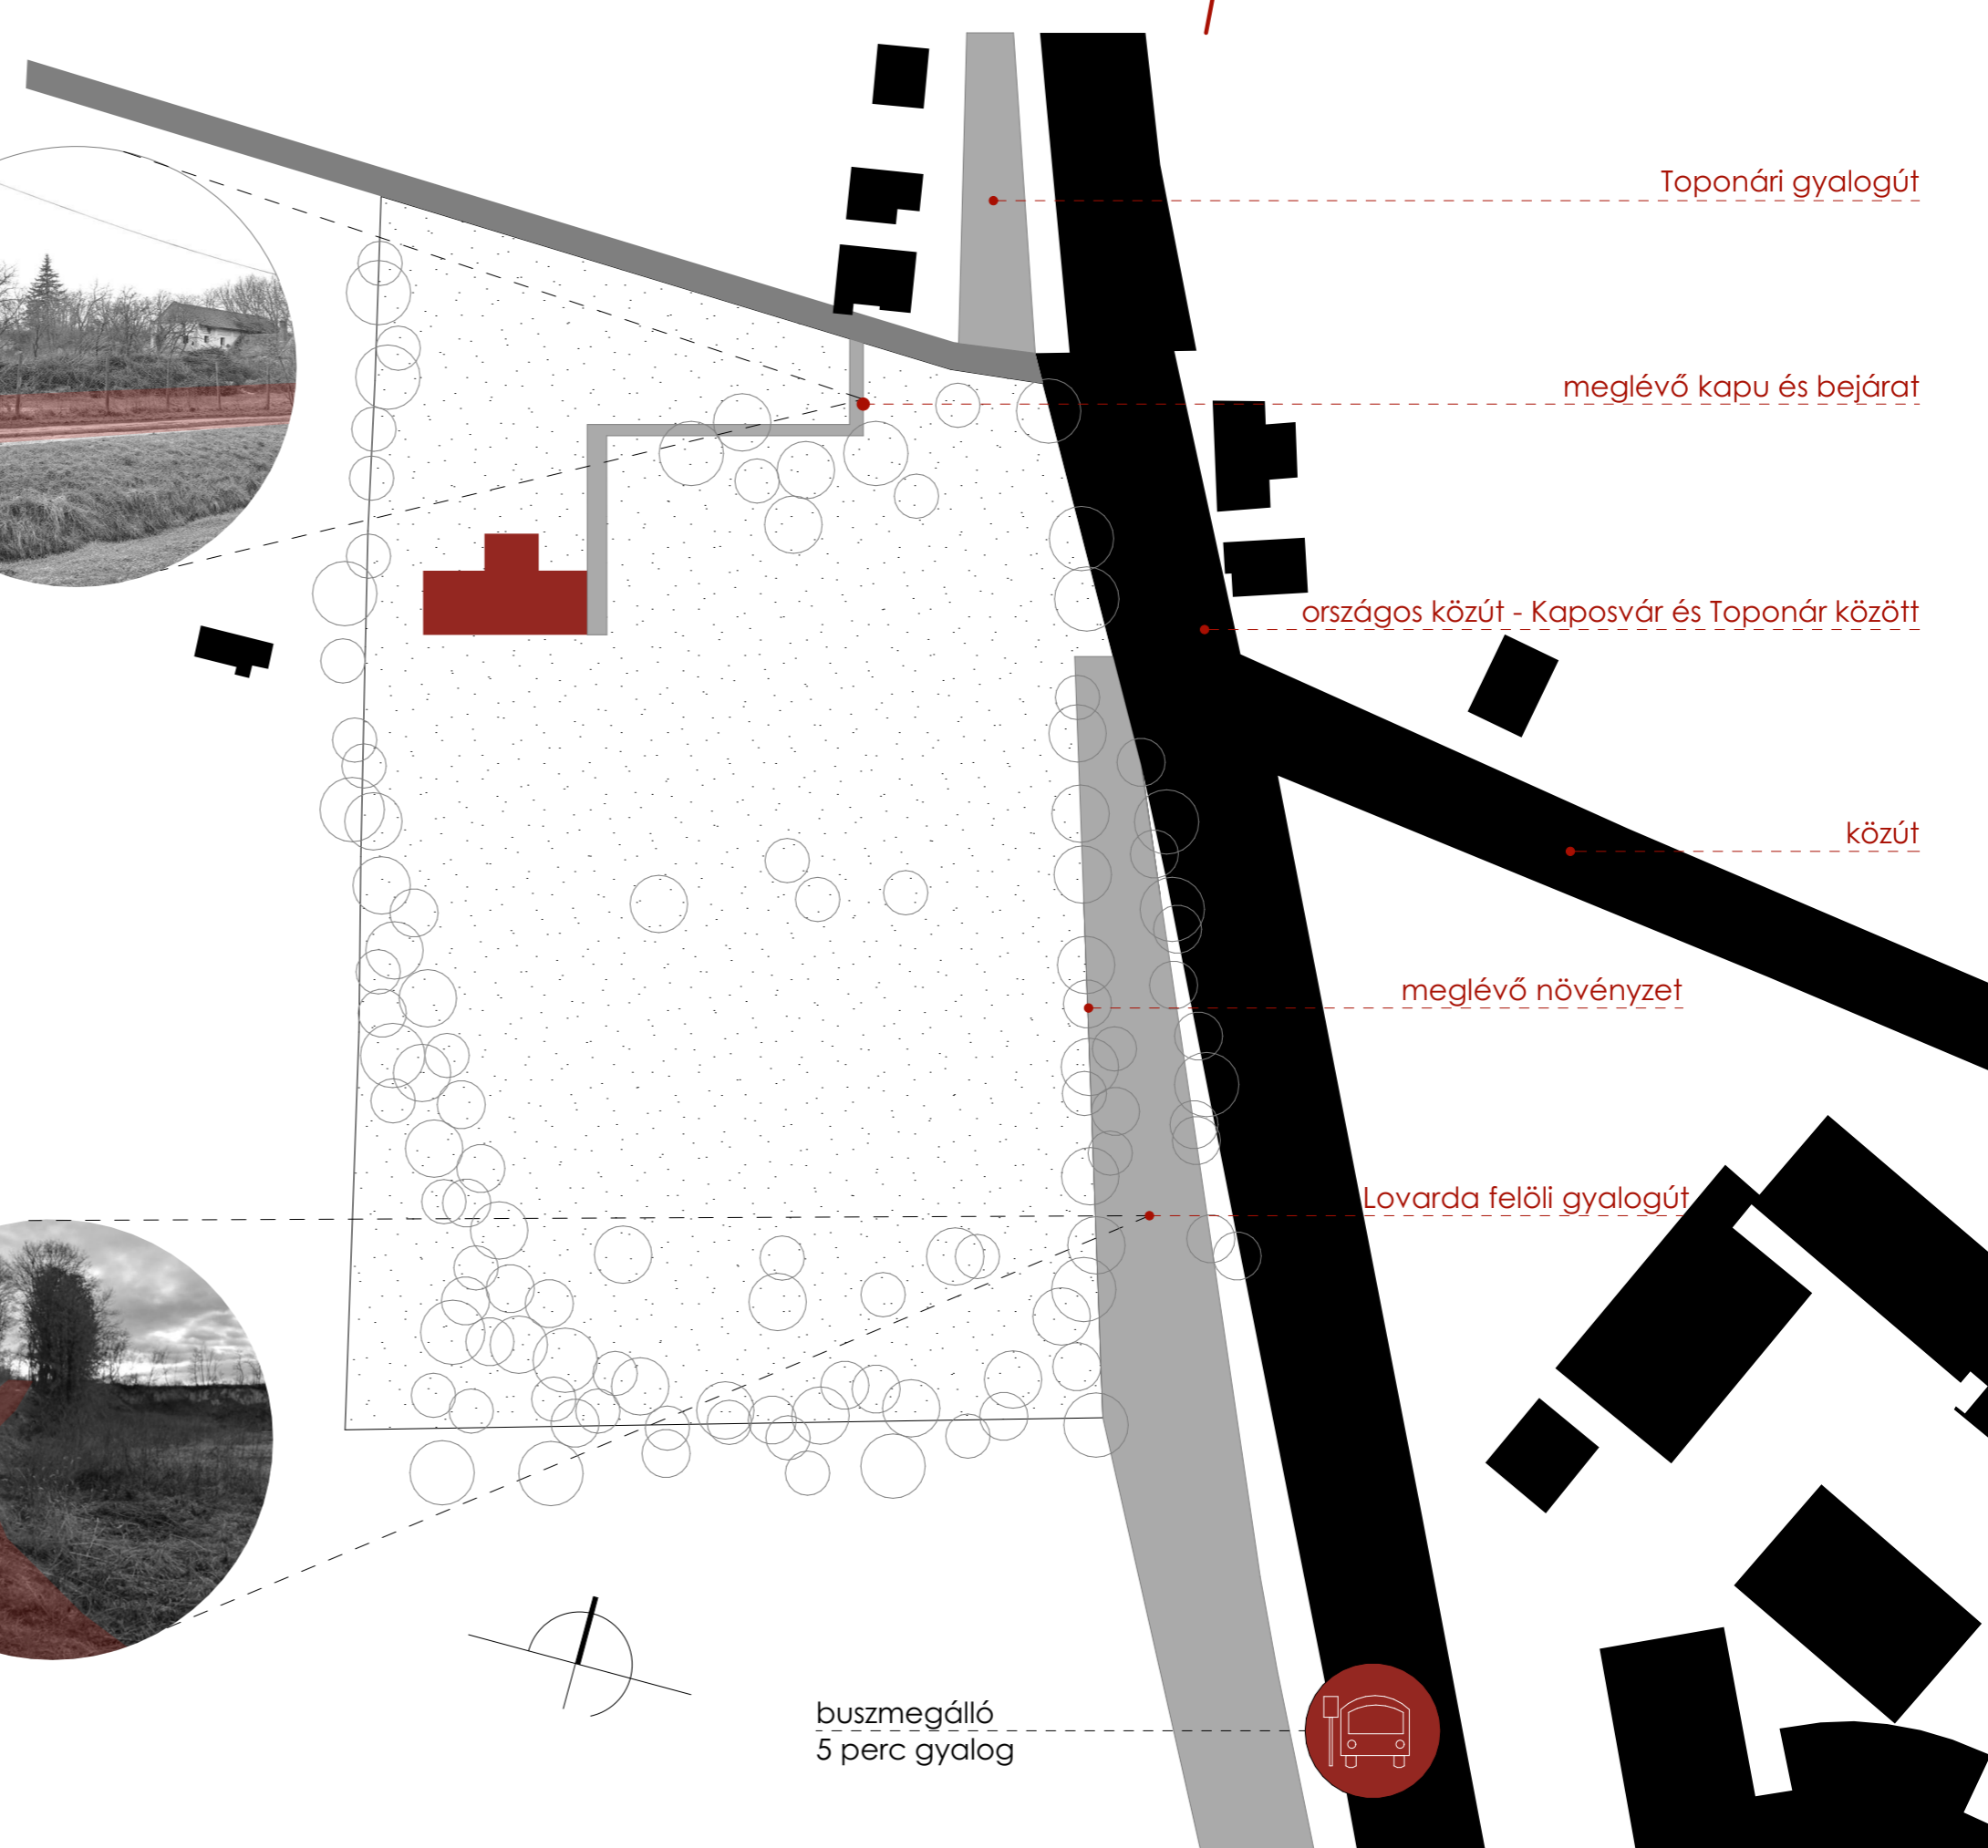 Toponári gyalogút
meglévő kapu és bejárat
országos közút - Kaposvár és Toponár között
közút
meglévő növényzet
Lovarda felöli gyalogút
buszmegálló
5 perc gyalog